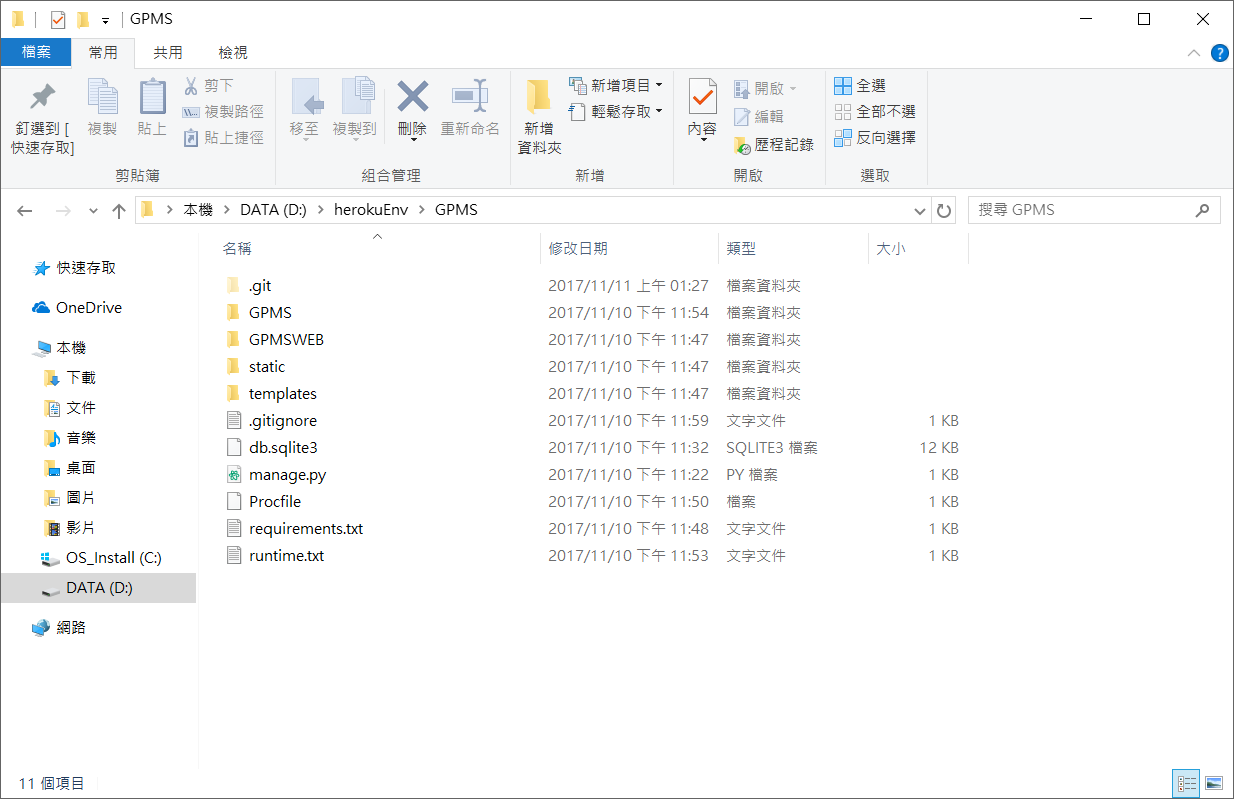 GPMS
檔案 常用 共用 檢視
釘選到 [
快速存取]
複製
貼上
剪下
複製路徑
貼上捷徑
剪貼簿
移至
複製到
刪除
重新命名
組合管理
新增
資料夾
新增項目
輕鬆存取
新增
內容
開啟
編輯
歷程記錄
開啟
全選
全部不選
反向選擇
選取
本機 DATA (D:) herokuEnv GPMS
搜尋 GPMS
快速存取
OneDrive
本機
下載
文件
音樂
桌面
圖片
影片
OS_Install (C:)
DATA (D:)
網路
名稱 修改日期 類型 大小
.git 2017/11/11 上午 01:27 檔案資料夾
GPMS 2017/11/10 下午 11:54 檔案資料夾
GPMSWEB 2017/11/10 下午 11:47 檔案資料夾
static 2017/11/10 下午 11:47 檔案資料夾
templates 2017/11/10 下午 11:47 檔案資料夾
.gitignore 2017/11/10 下午 11:59 文字文件 1 KB
db.sqlite3 2017/11/10 下午 11:32 SQLITE3 檔案 12 KB
manage.py 2017/11/10 下午 11:22 PY 檔案 1 KB
Procfile 2017/11/10 下午 11:50 檔案 1 KB
requirements.txt 2017/11/10 下午 11:48 文字文件 1 KB
runtime.txt 2017/11/10 下午 11:53 文字文件 1 KB
11 個項目